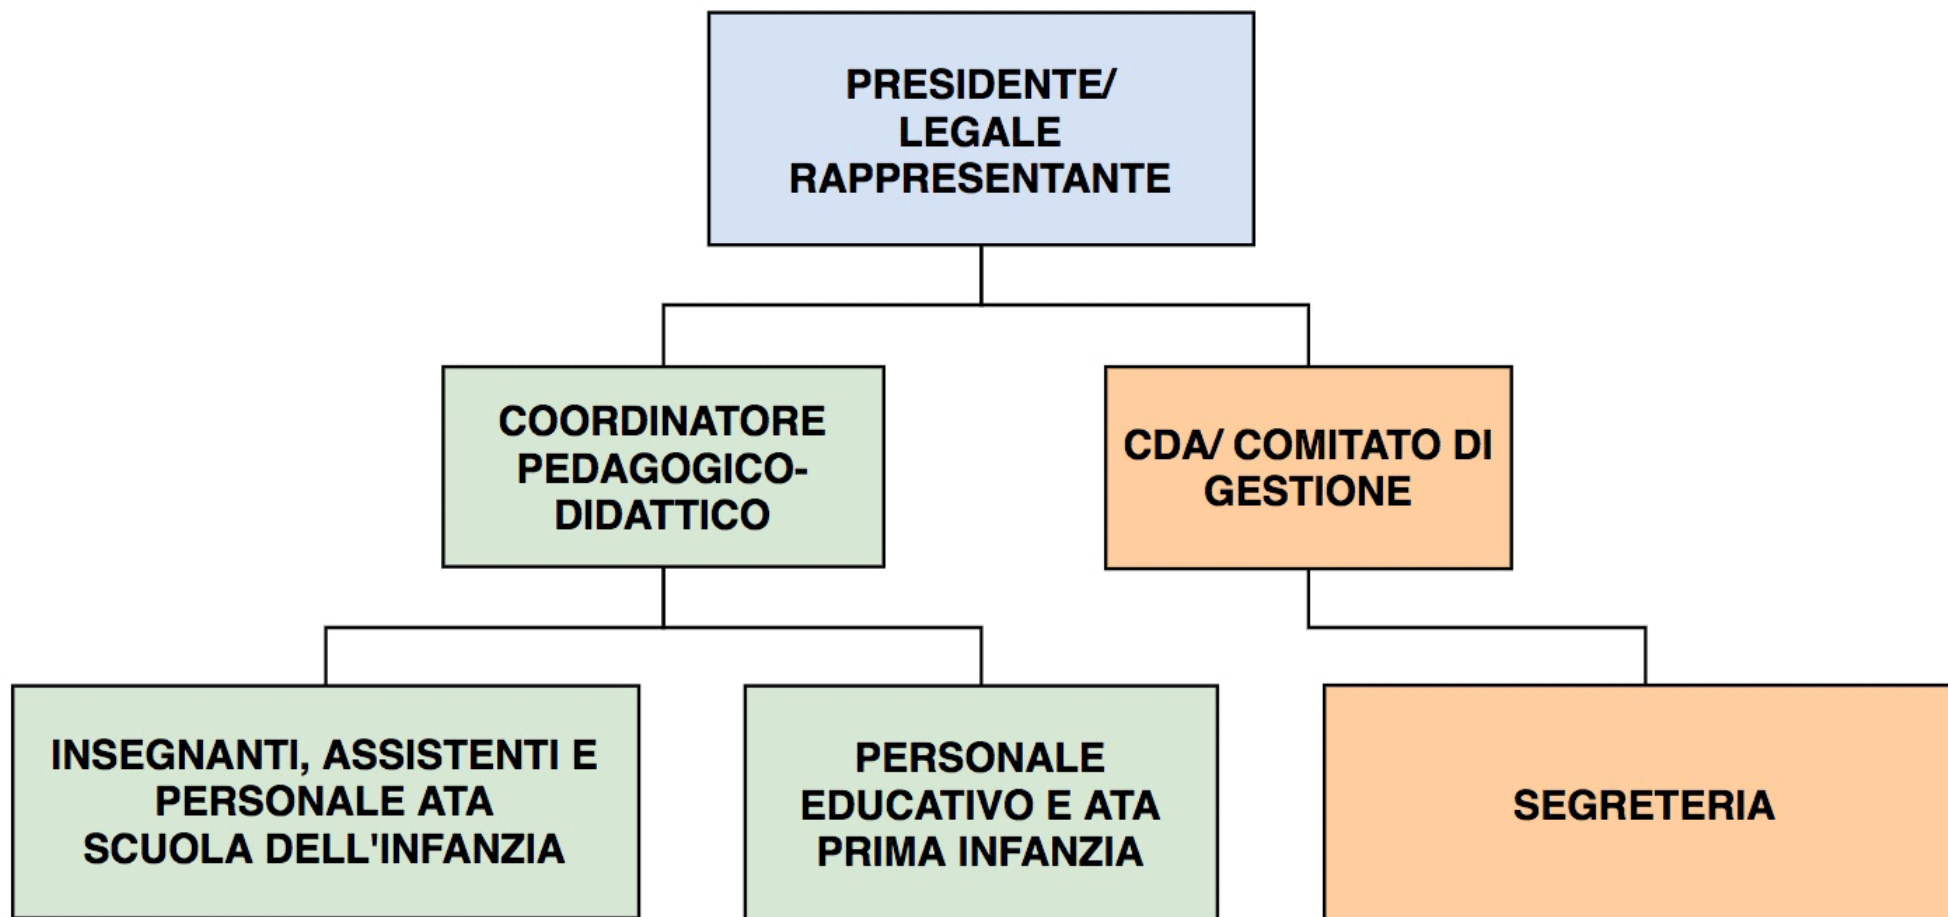 PRESIDENTE/
LEGALE
RAPPRESENTANTE
COORDINATORE
PEDAGOGICO-
DIDATTICO
CDA/ COMITATO DI
GESTIONE
INSEGNANTI, ASSISTENTI E
PERSONALE ATA
SCUOLA DELL'INFANZIA
PERSONALE
EDUCATIVO E ATA
PRIMA INFANZIA
SEGRETERIA